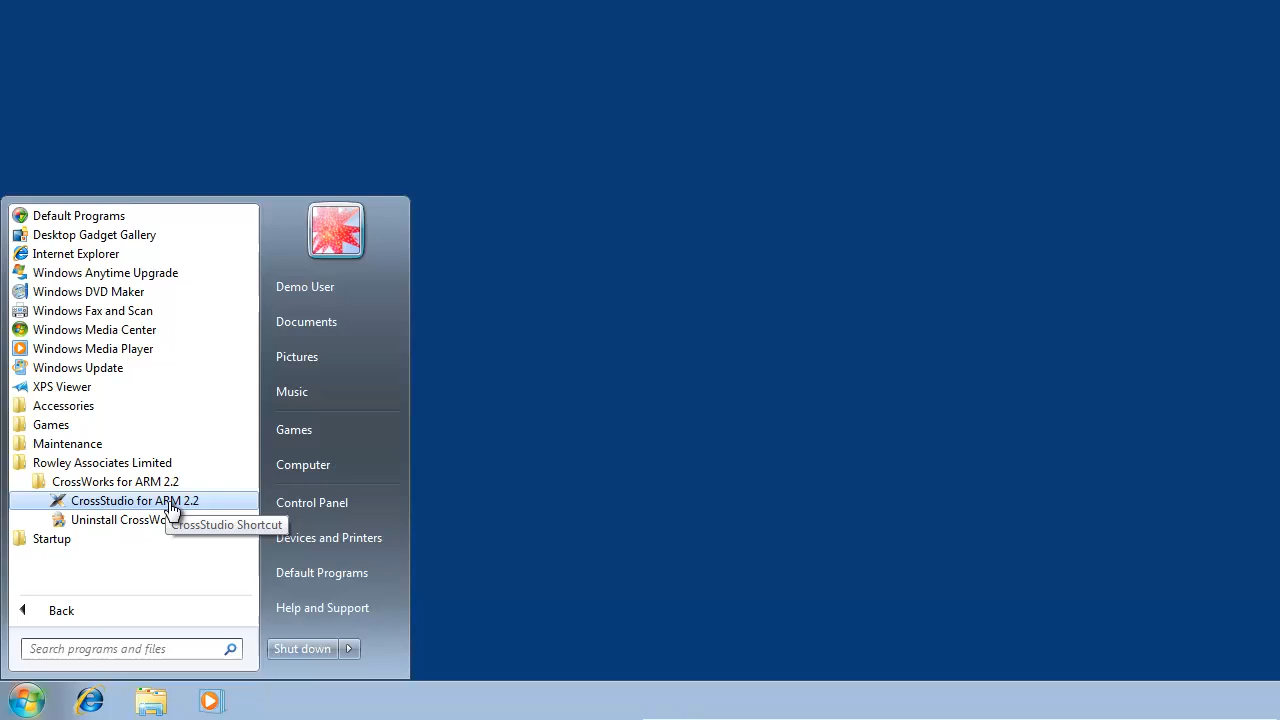 Default Programs
Desktop Gadget Gallery
Internet Explorer
Windows Anytime Upgrade
Windows DVD Maker
Windows Fax and Scan
Windows Media Center
Windows Media Player
Windows Update
XPS Viewer
Accessories
Games
Maintenance
Rowley Associates Limited
CrossWorks for ARM 2.2
CrossStudio for ARM 2.2
Uninstall
CrossStudio Shortcut
Startup
Back
Search programs and files
Demo User
Documents
Pictures
Music
Games
Computer
Control Panel
Devices and Printers
Default Programs
Help and Support
Shut down